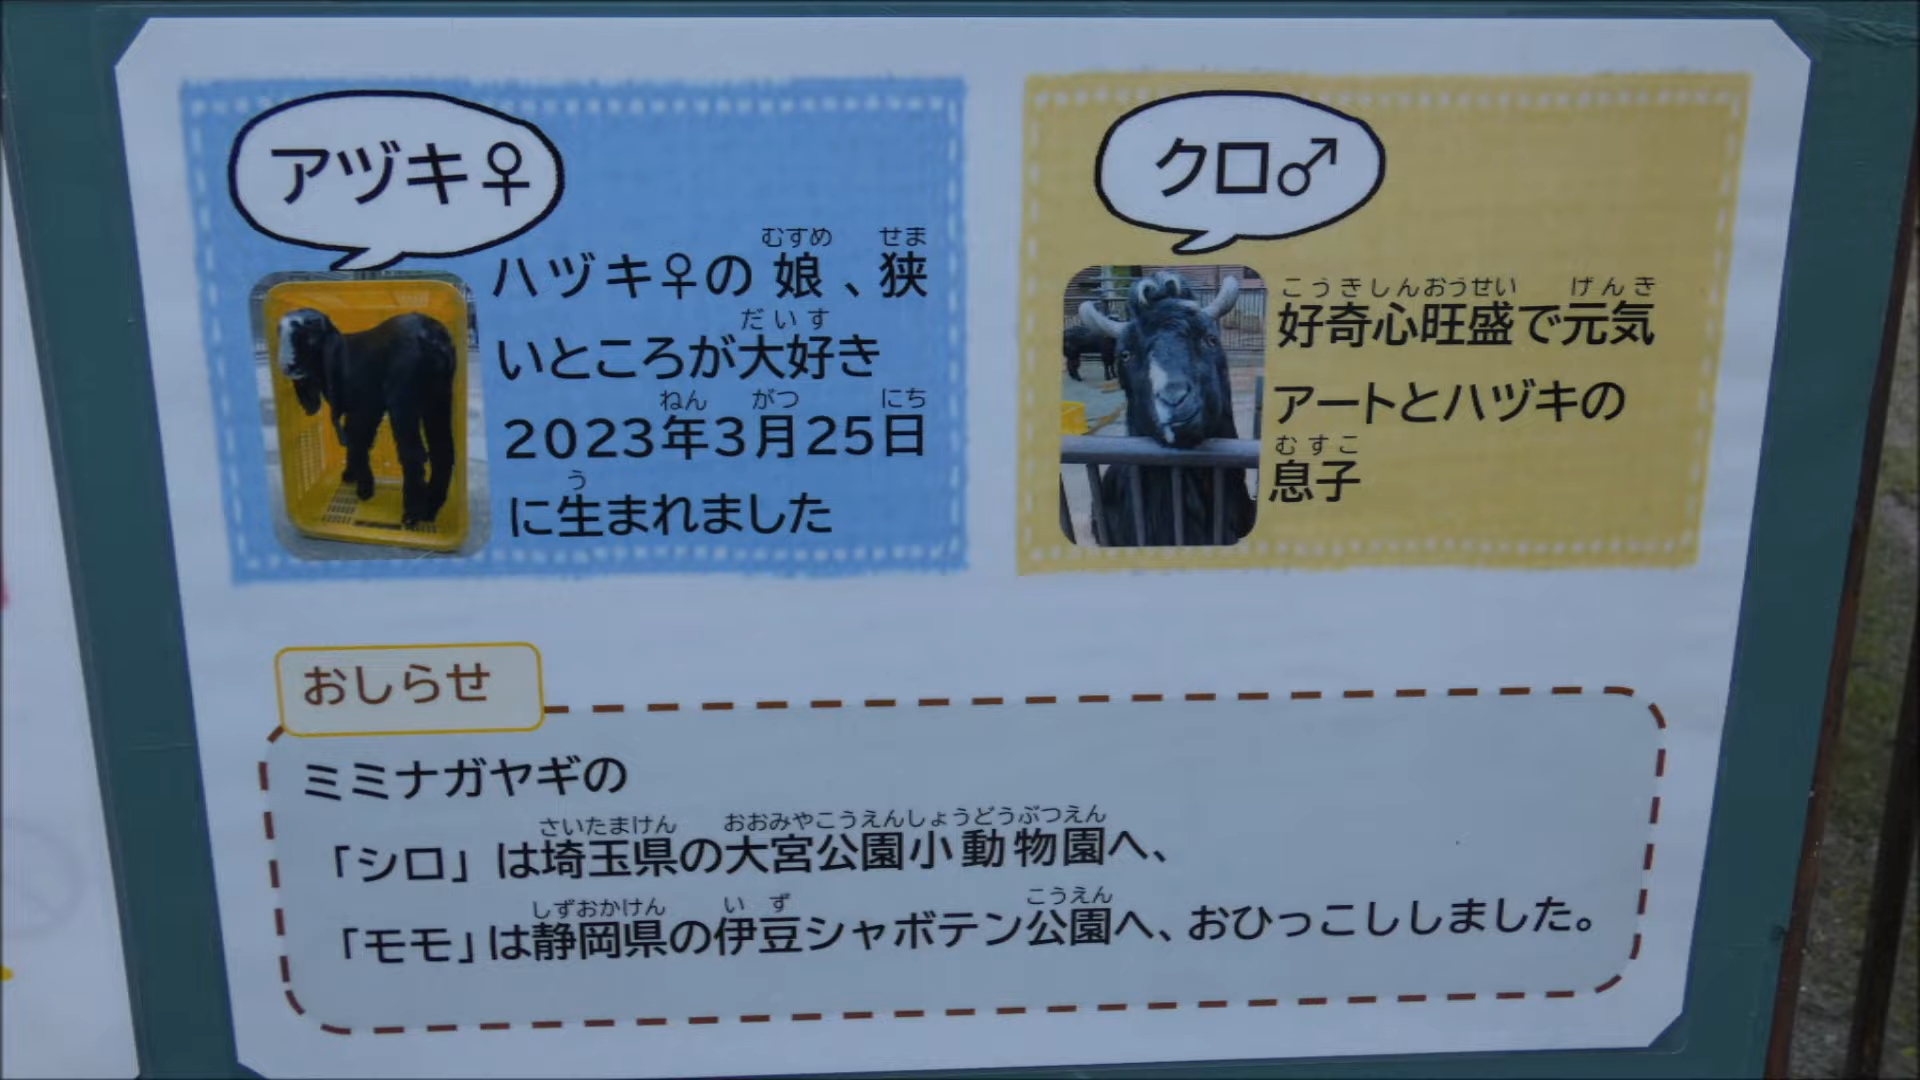 アヅキ♀
ハヅキ♀の娘、狭
いところが大好き
2023年3月25日
に生まれました
むすめ せま
だいす
ねん がつ にち
う
クロ♂
こうきしんおうせい げんき
好奇心旺盛で元気
アートとハヅキの
むすこ
息子
おしらせ
ミミナガヤギの
さいたまけん おおみやこうえんしょうどうぶつえん
「シロ」は埼玉県の大宮公園小動物園へ、
しずおかけん いず こうえん
「モモ」は静岡県の伊豆シャボテン公園へ、おひっこししました。